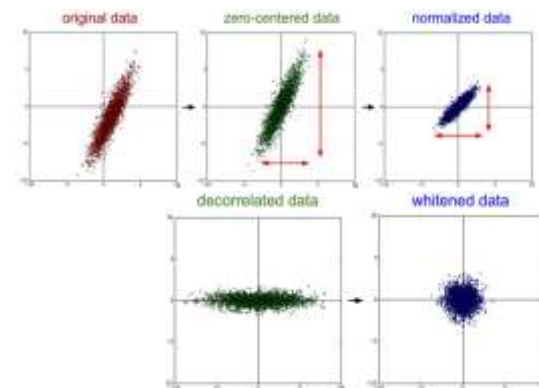 original data
zero-centered data
normalized data
decorrelated data
whitened data